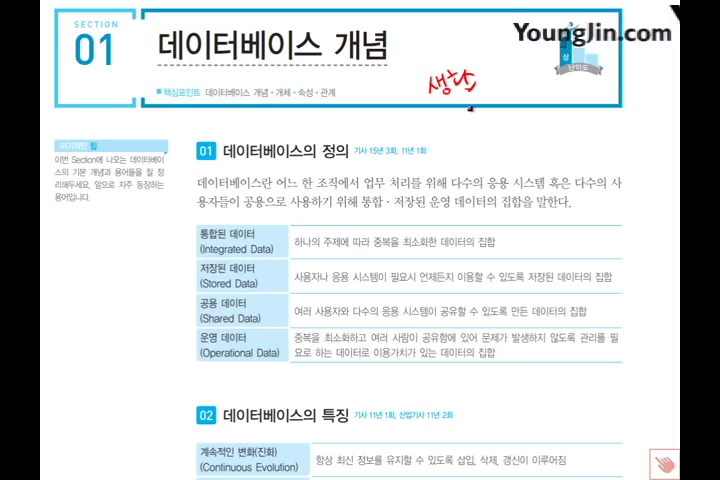 SECTION
01
데이터베이스 개념
YoungJin.com
상
난이도
핵심포인트 데이터베이스 개념 · 개체 · 속성 · 관계
이번 Section에 나오는 데이터베이
스의 기본 개념과 용어들을 잘 정
리해두세요, 앞으로 자주 등장하는
용어입니다.
01 데이터베이스의 정의 기사 15년 3회, 11년 1회
데이터베이스란 어느 한 조직에서 업무 처리를 위해 다수의 응용 시스템 혹은 다수의 사
용자들이 공용으로 사용하기 위해 통합 · 저장된 운영 데이터의 집합을 말한다.
통합된 데이터
(Integrated Data)
하나의 주제에 따라 중복을 최소화한 데이터의 집합
저장된 데이터
(Stored Data)
사용자나 응용 시스템이 필요시 언제든지 이용할 수 있도록 저장된 데이터의 집합
공용 데이터
(Shared Data)
여러 사용자와 다수의 응용 시스템이 공유할 수 있도록 만든 데이터의 집합
운영 데이터
(Operational Data)
중복을 최소화하고 여러 사람이 공유함에 있어 문제가 발생하지 않도록 관리를 필
요로 하는 데이터로 이용가치가 있는 데이터의 집합
02 데이터베이스의 특징 기사 11년 1회, 산업기사 11년 2회
계속적인 변화(진화)
(Continuous Evolution)
항상 최신 정보를 유지할 수 있도록 삽입, 삭제, 갱신이 이루어짐